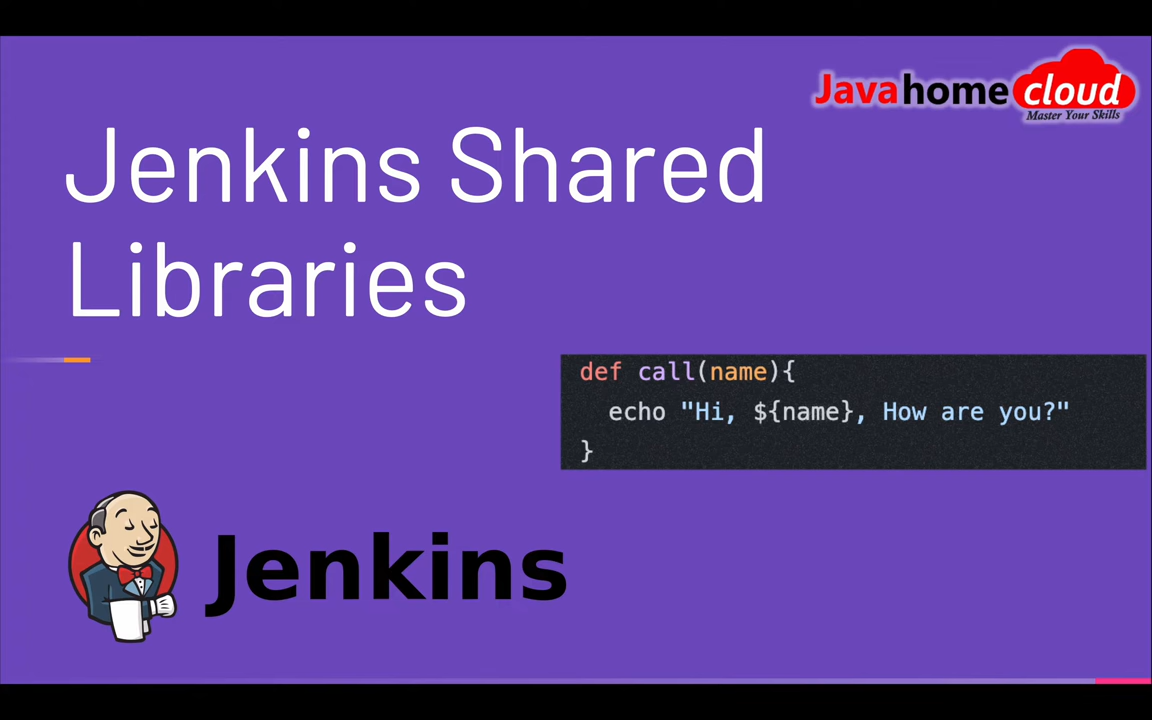 Javahome cloud
Master Your Skills
Jenkins Shared
Libraries
def call(name){
  echo "Hi, ${name}, How are you?"
}
Jenkins